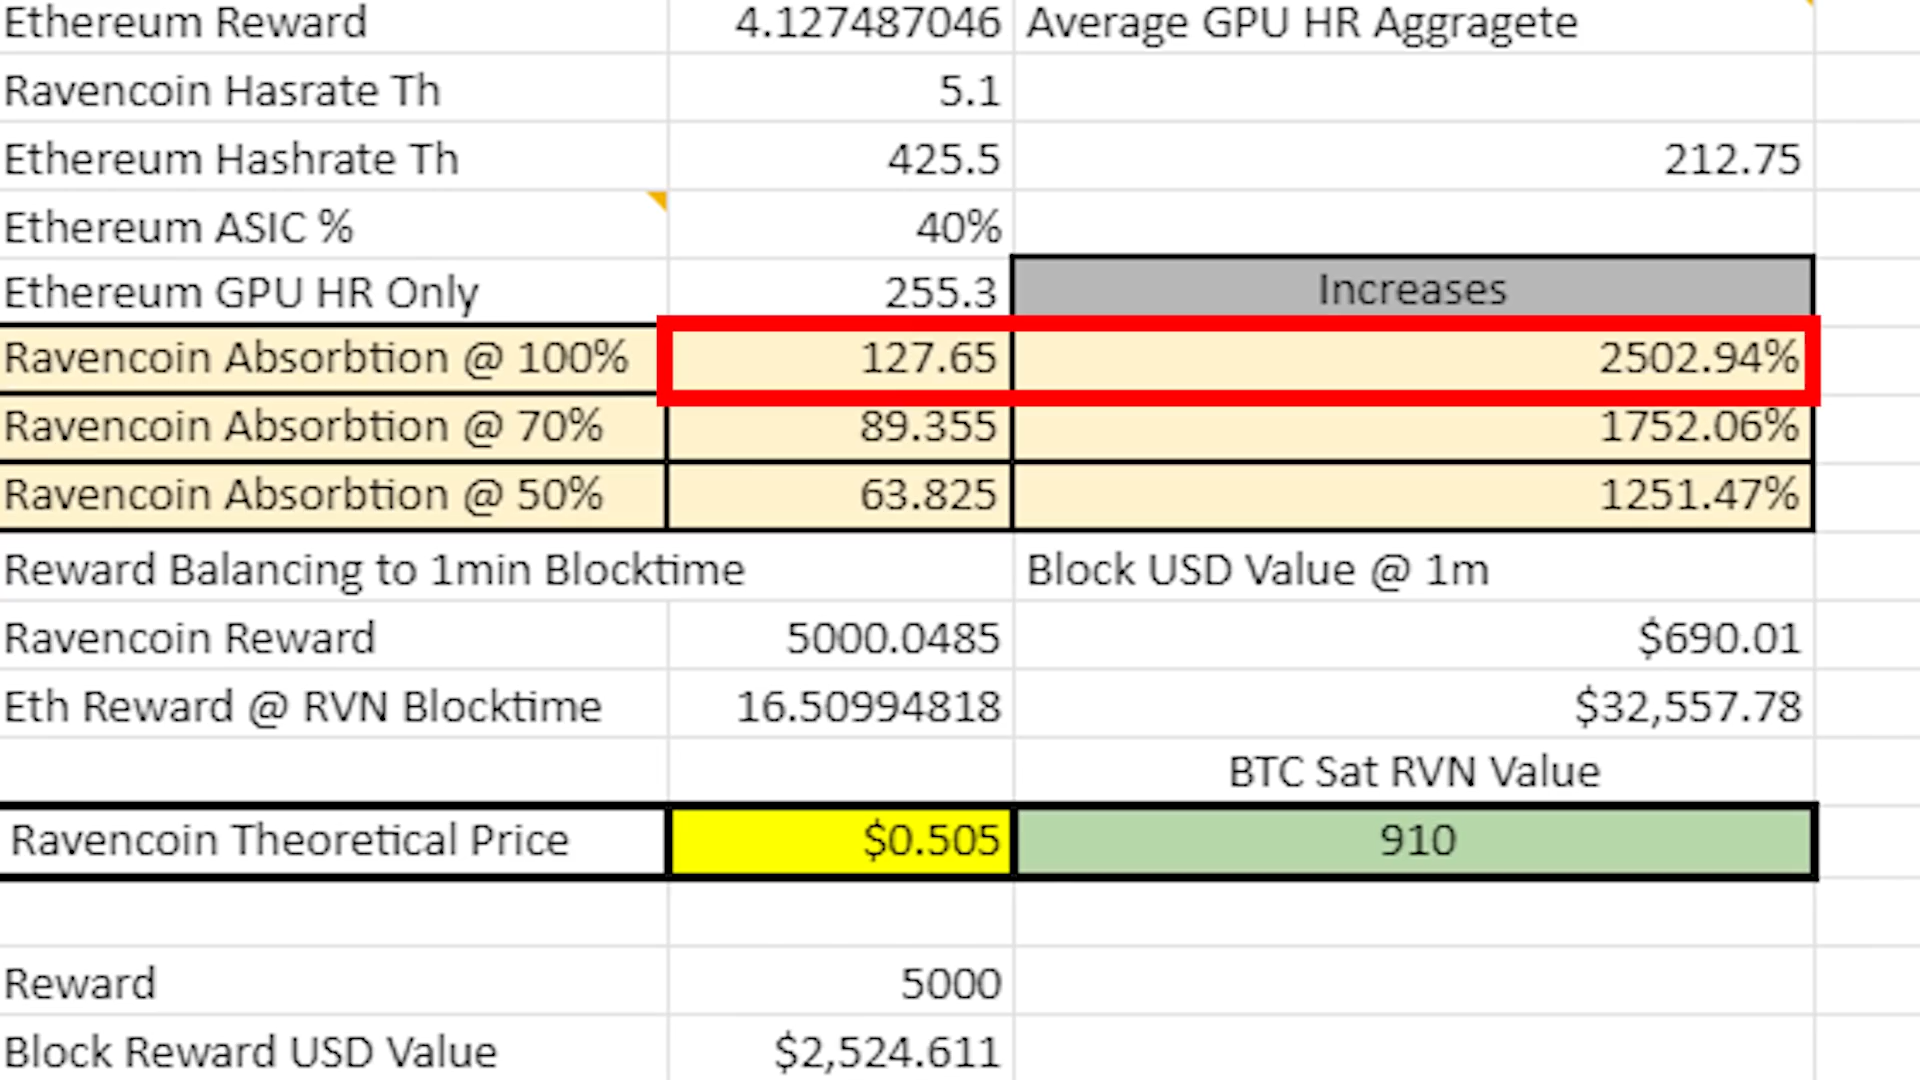 Ethereum Reward 4.127487046 Average GPU HR Aggragete
Ravencoin Hasrate Th 5.1
Ethereum Hashrate Th 425.5 212.75
Ethereum ASIC % 40%
Ethereum GPU HR Only 255.3 Increases
Ravencoin Absorbtion @ 100% 127.65 2502.94%
Ravencoin Absorbtion @ 70% 89.355 1752.06%
Ravencoin Absorbtion @ 50% 63.825 1251.47%
Reward Balancing to 1min Blocktime Block USD Value @ 1m
Ravencoin Reward 5000.0485 $690.01
Eth Reward @ RVN Blocktime 16.50994818 $32,557.78
BTC Sat RVN Value
Ravencoin Theoretical Price $0.505 910
Reward 5000
Block Reward USD Value $2,524.611